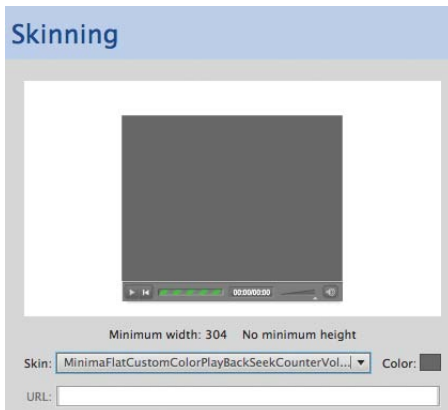 Skinning
00:00/00:00
Minimum width: 304 No minimum height
Skin: MinimaFlatCustomColorPlayBackSeekCounterVol... Color:
URL: